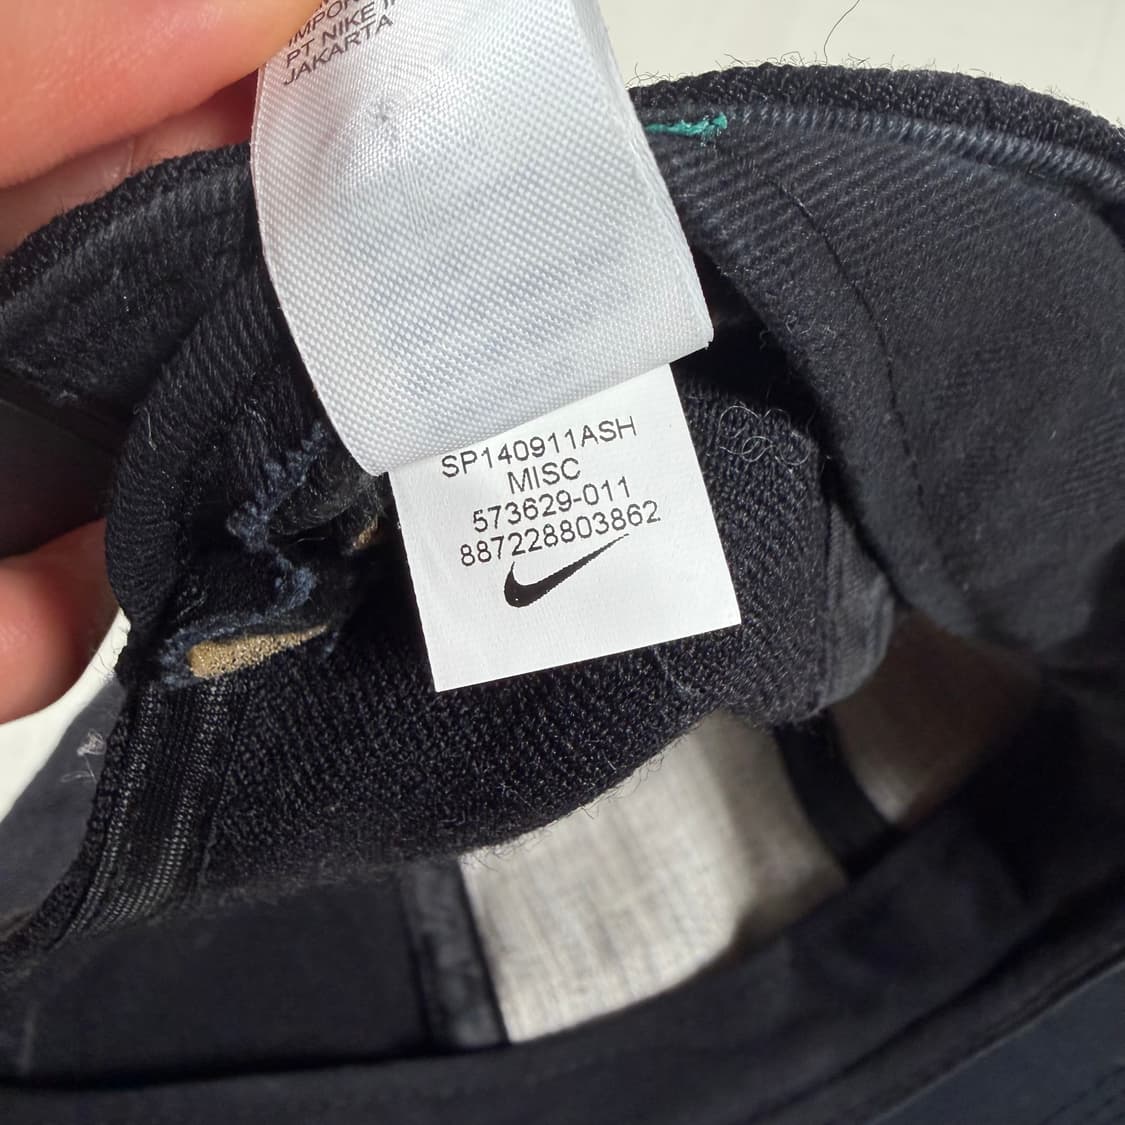 PT NIKE
JAKARTA
SP140911ASH
MISC
573629-011
887228803862